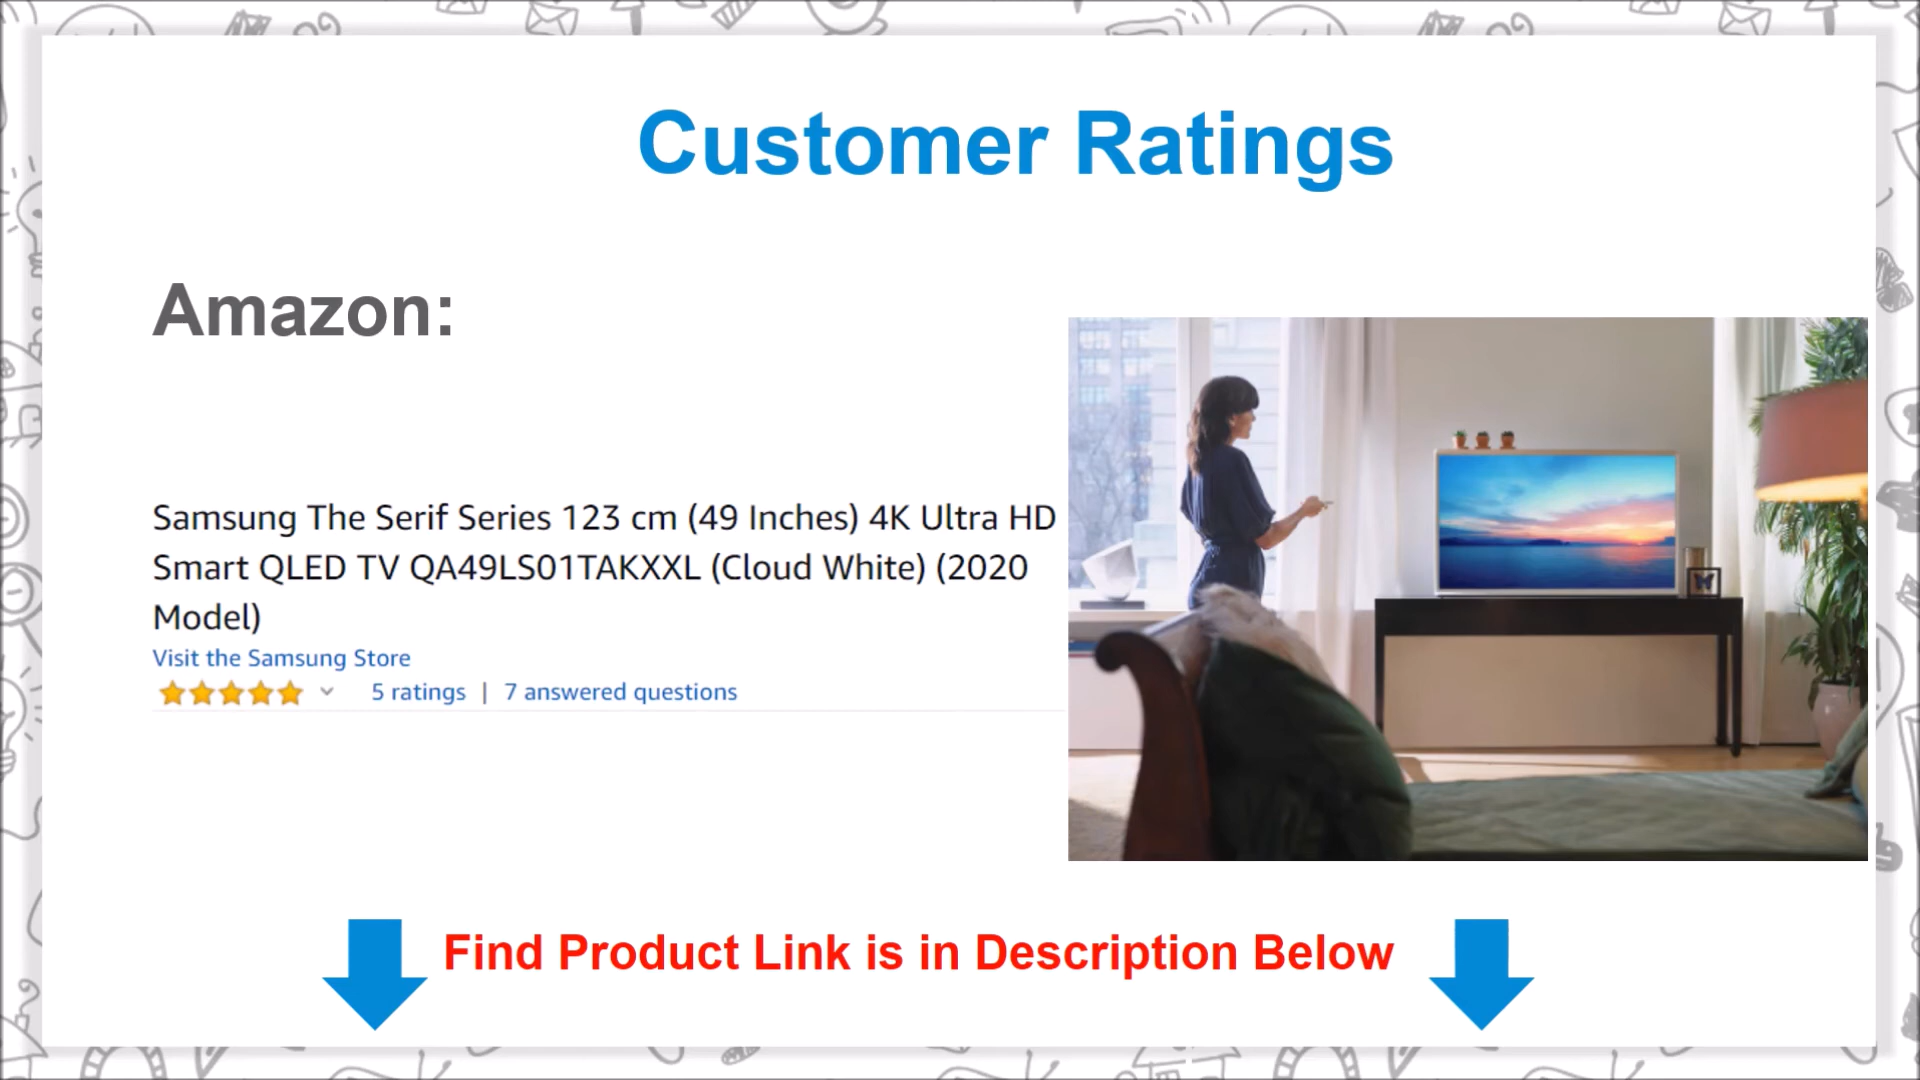 Customer Ratings
Amazon:
Samsung The Serif Series 123 cm (49 Inches) 4K Ultra HD
Smart QLED TV QA49LS01TAKXXL (Cloud White) (2020
Model)
Visit the Samsung Store
5 ratings | 7 answered questions
Find Product Link is in Description Below